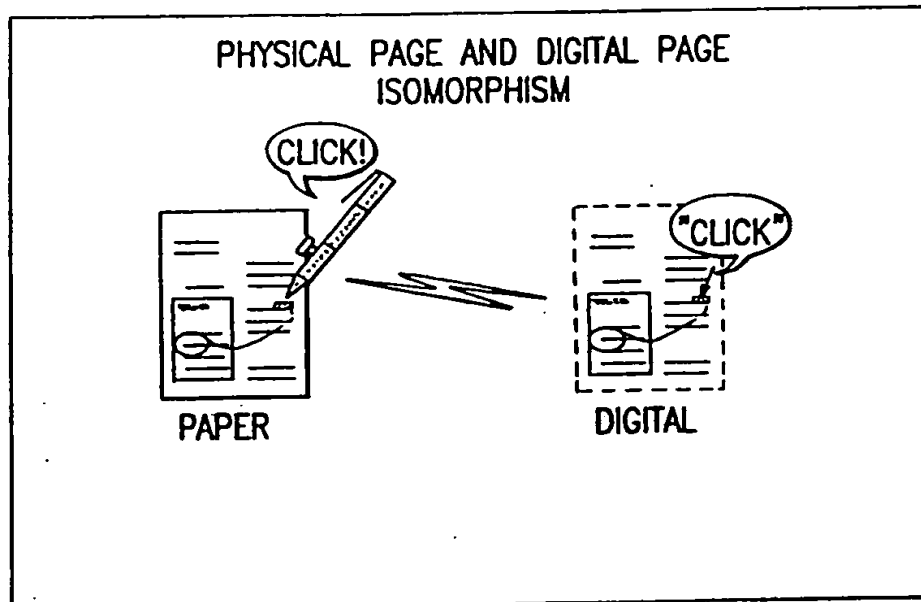 PHYSICAL PAGE AND DIGITAL PAGE
ISOMORPHISM
CLICK!
"CLICK"
PAPER
DIGITAL